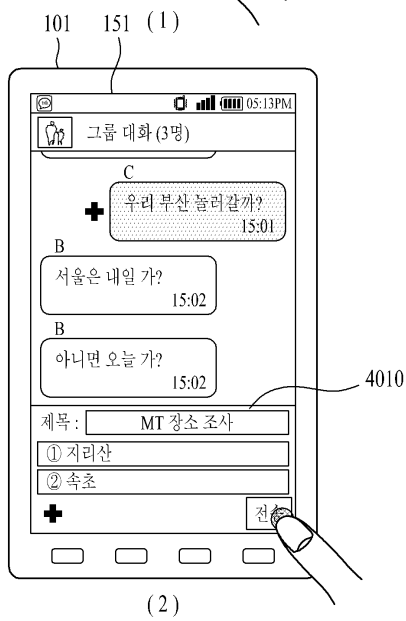 (1)
101
151
05:13PM
그룹 대화 (3명)
C
우리 부산 놀러갈까?
15:01
B
서울은 내일 가?
15:02
B
아니면 오늘 가?
15:02
4010
제목 : MT 장소 조사
① 지리산
② 속초
전송
(2)